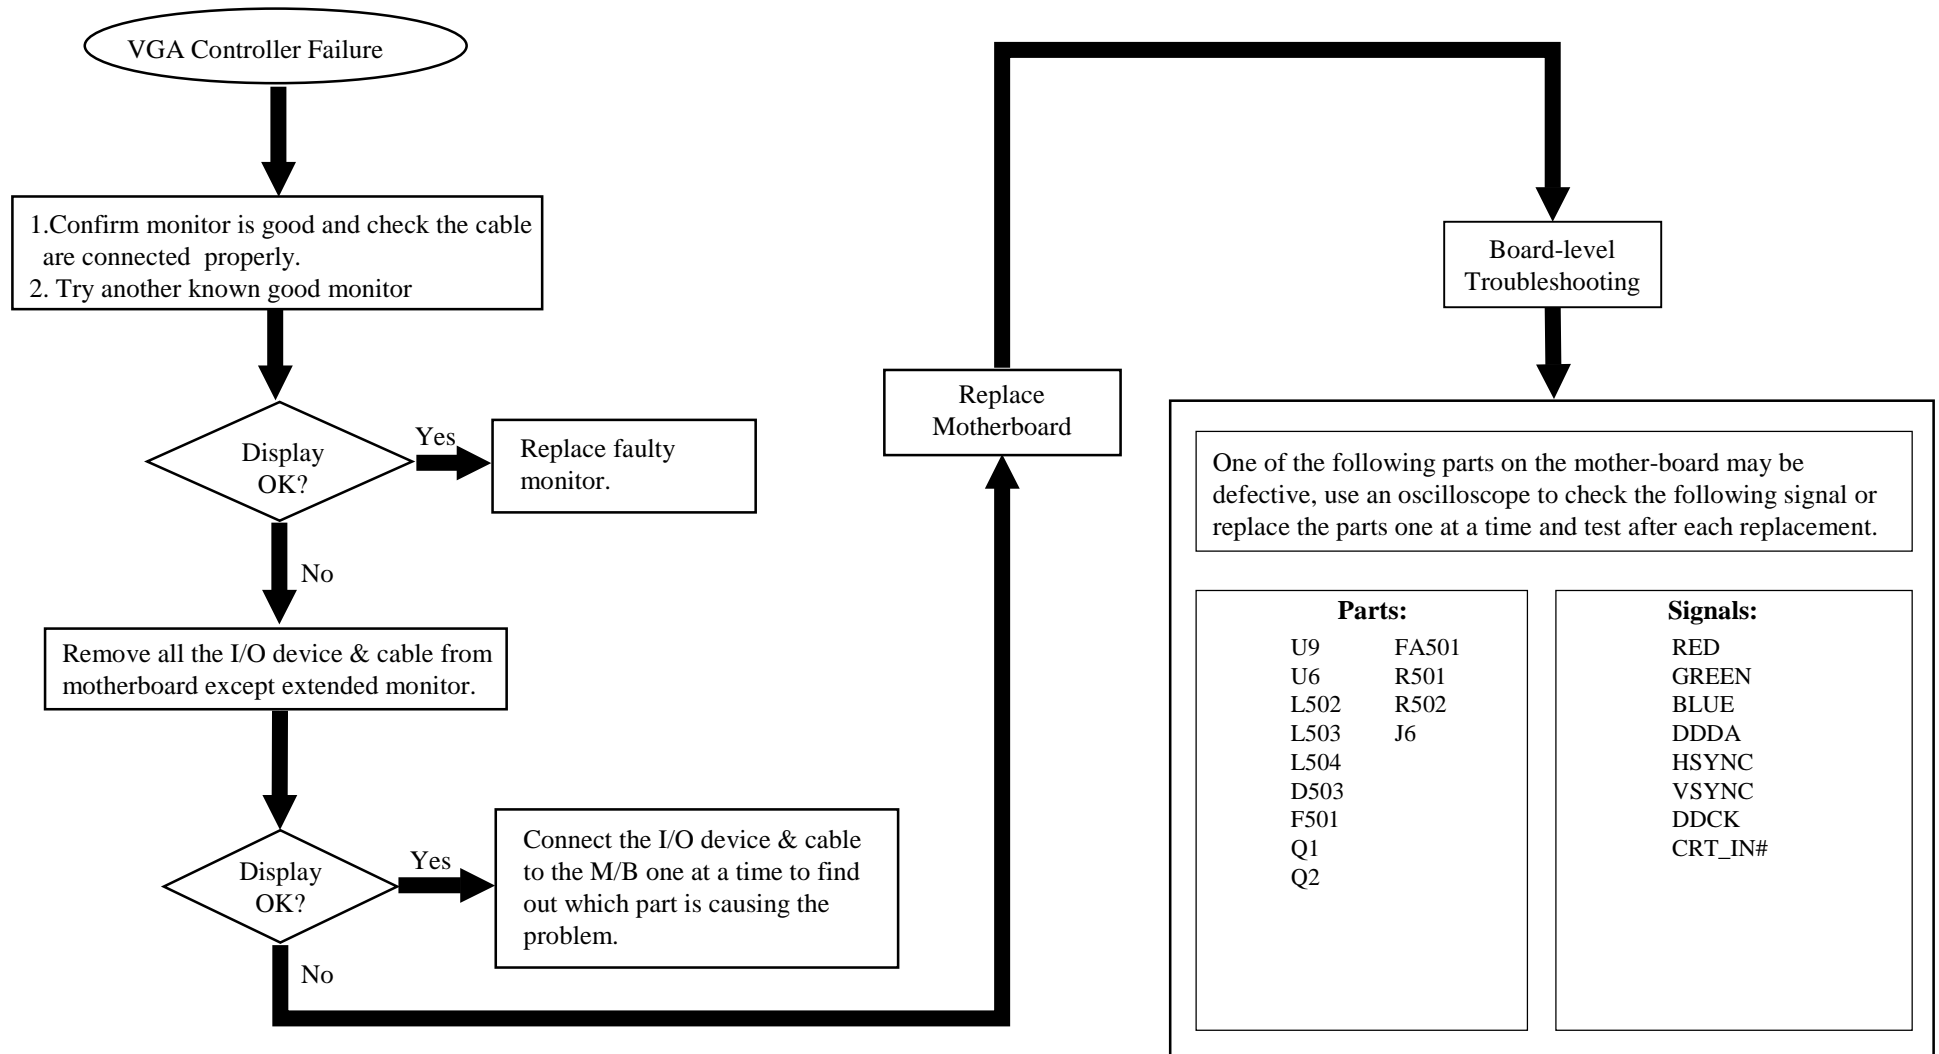 VGA Controller Failure
1.Confirm monitor is good and check the cable
are connected properly.
2. Try another known good monitor
Display
OK?
Yes
Replace faulty
monitor.
No
Remove all the I/O device & cable from
motherboard except extended monitor.
Display
OK?
Yes
Connect the I/O device & cable
to the M/B one at a time to find
out which part is causing the
problem.
No
Replace
Motherboard
Board-level
Troubleshooting
One of the following parts on the mother-board may be
defective, use an oscilloscope to check the following signal or
replace the parts one at a time and test after each replacement.
Parts:
U9 FA501
U6 R501
L502 R502
L503 J6
L504
D503
F501
Q1
Q2
Signals:
RED
GREEN
BLUE
DDDA
HSYNC
VSYNC
DDCK
CRT_IN#